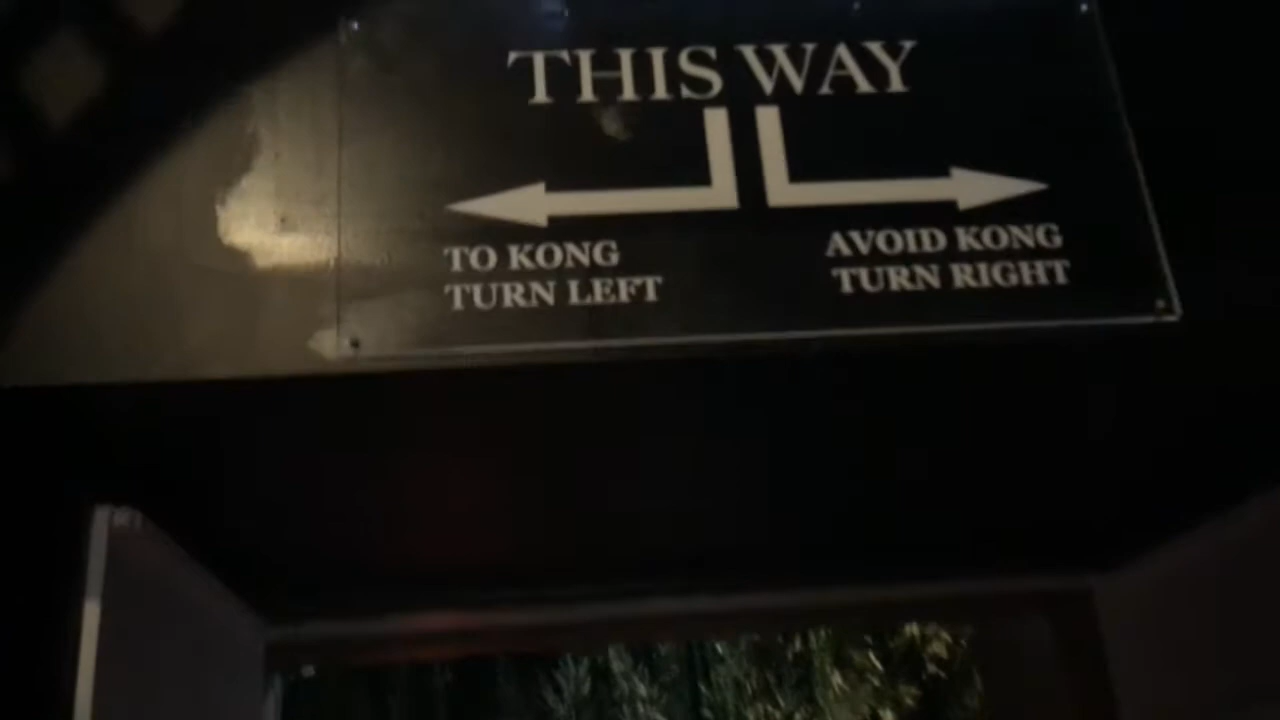 THIS WAY
TO KONG
TURN LEFT
AVOID KONG
TURN RIGHT